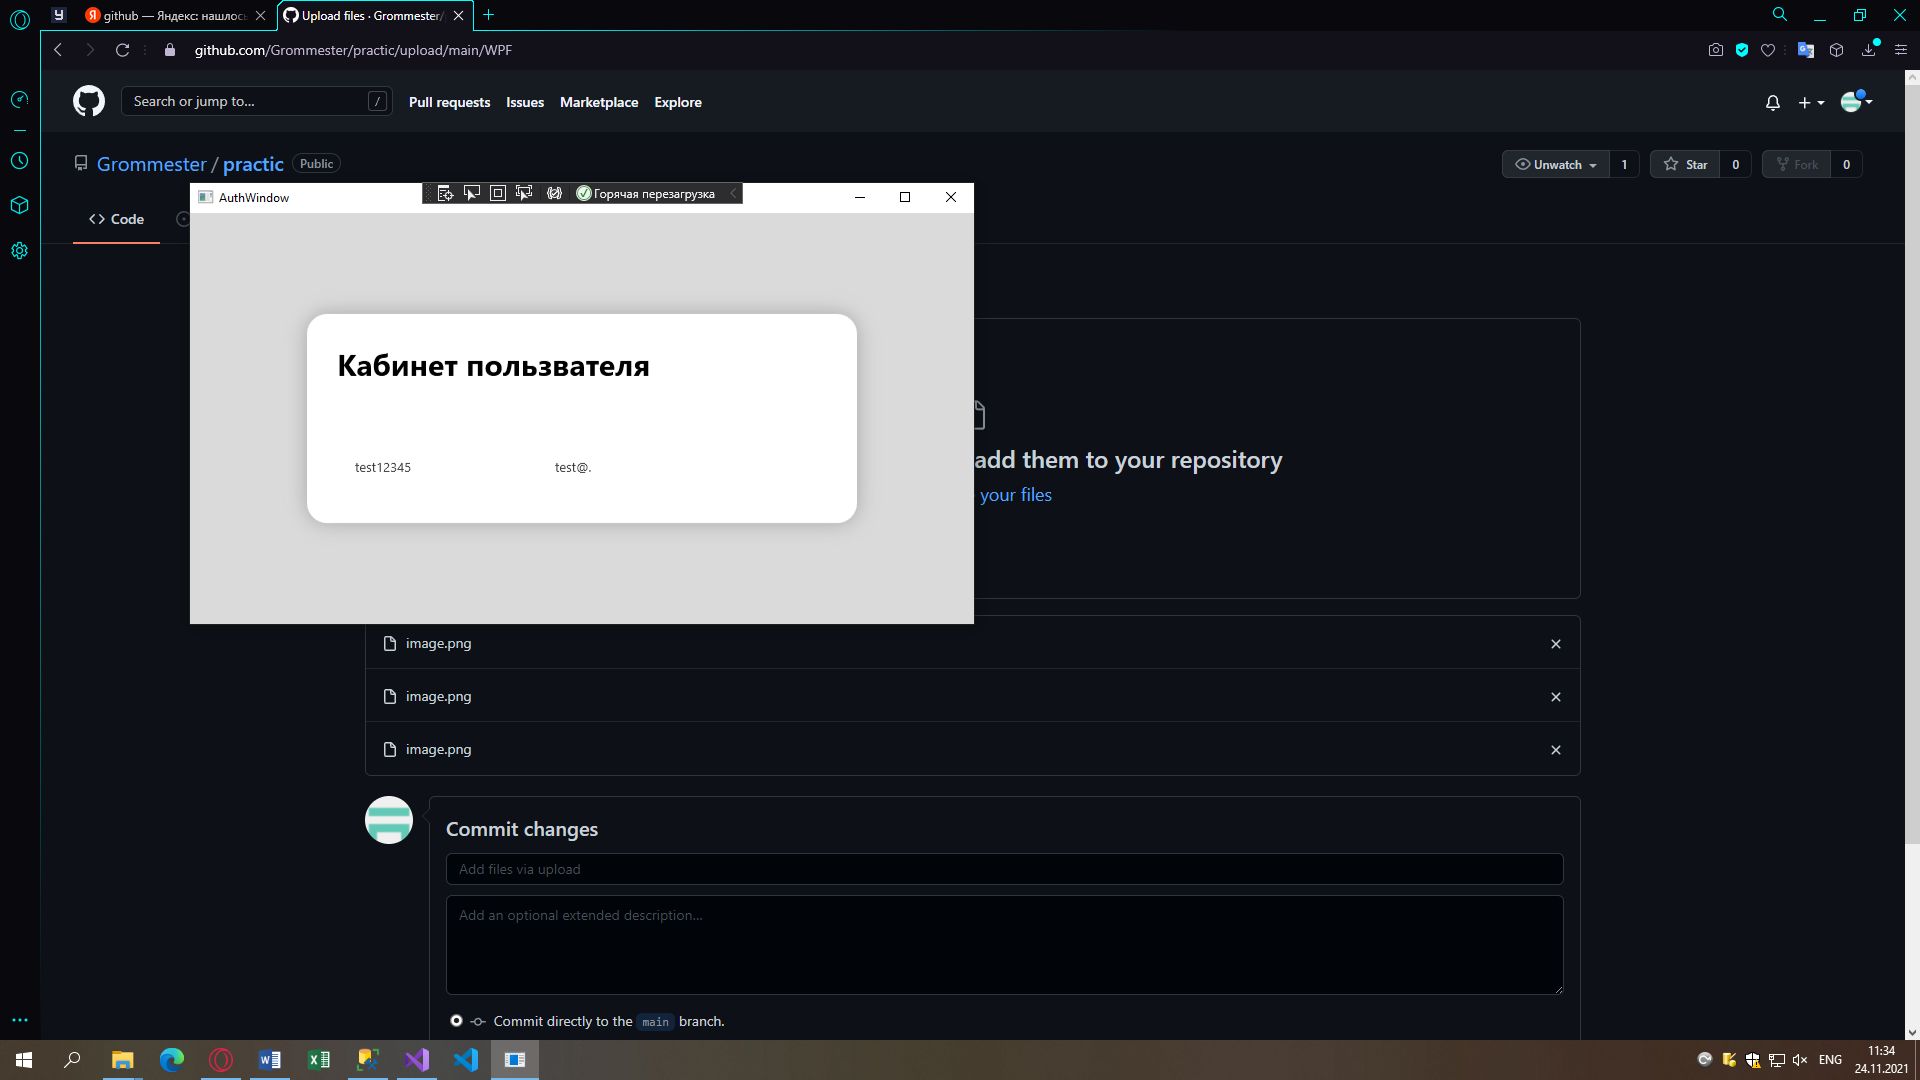 github — Яндекс: нашлось
Upload files · Grommester/
github.com/Grommester/practic/upload/main/WPF
Search or jump to...
/
Pull requests
Issues
Marketplace
Explore
Grommester / practic
Public
Unwatch
1
Star
0
Fork
0
Code
AuthWindow
Горячая перезагрузка
Кабинет пользвателя
test12345
test@.
add them to your repository
your files
image.png
image.png
image.png
Commit changes
Add files via upload
Add an optional extended description...
Commit directly to the main branch.
ENG
11:34
24.11.2021